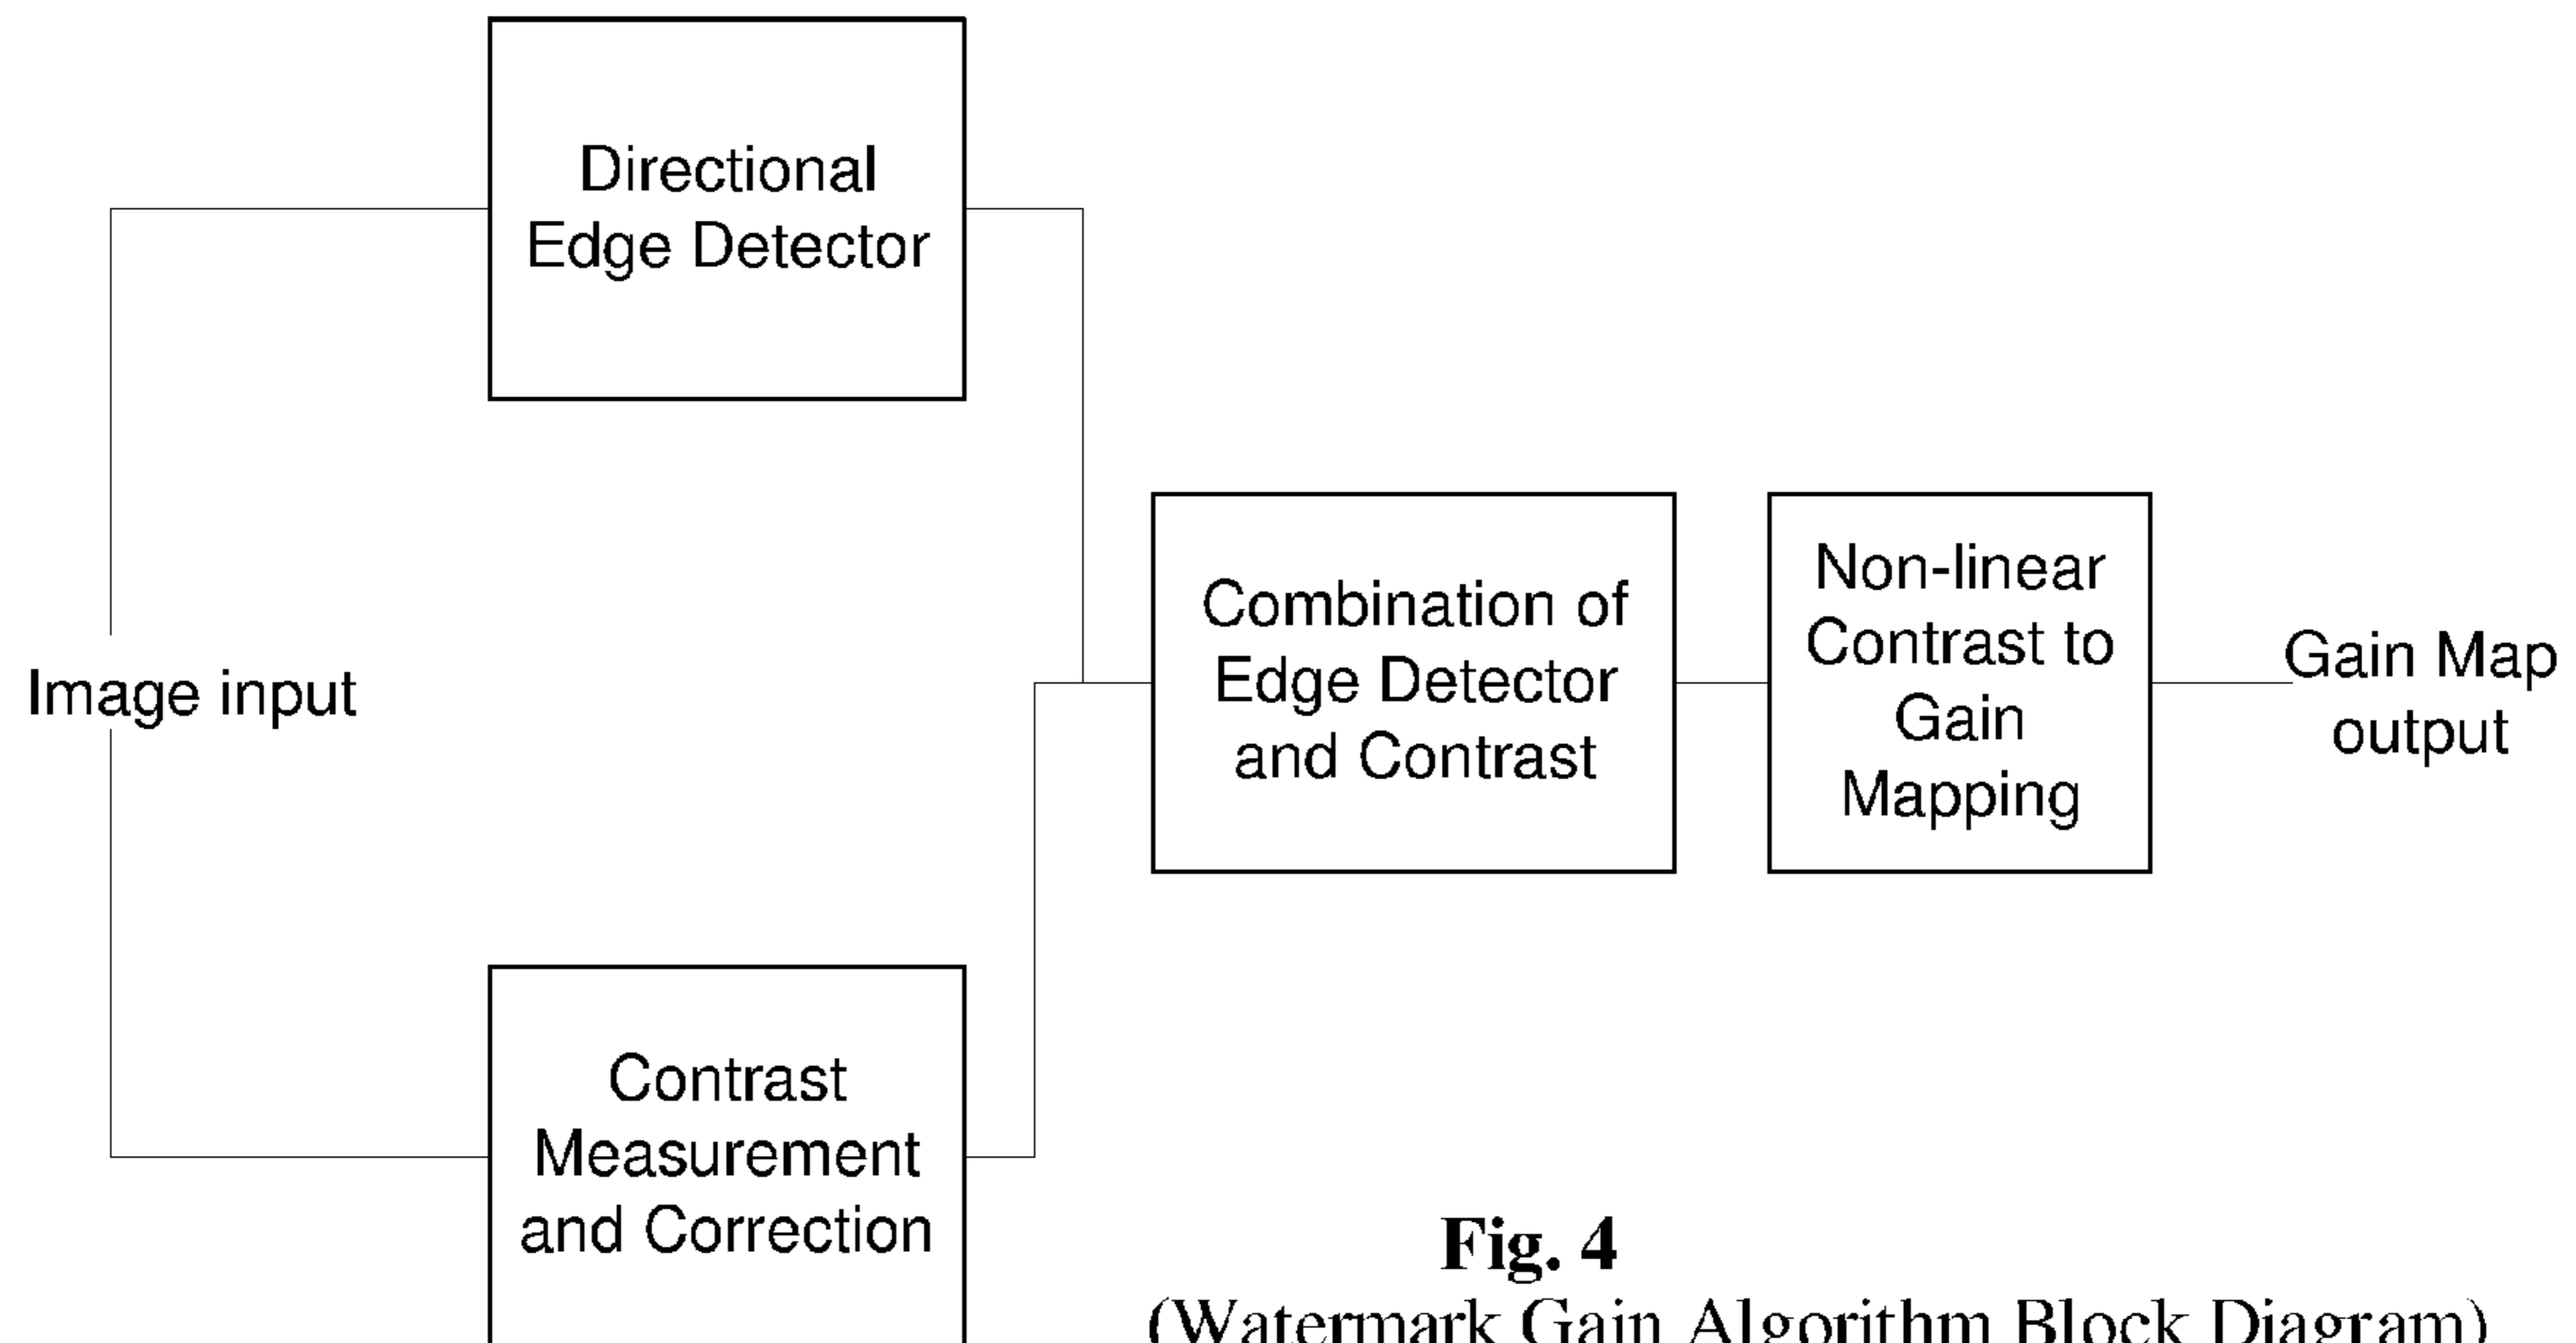 Directional
Edge Detector
Image input
Combination of
Edge Detector
and Contrast
Non-linear
Contrast to
Gain
Mapping
Gain Map
output
Contrast
Measurement
and Correction
Fig. 4
(Watermark Gain Algorithm Block Diagram)